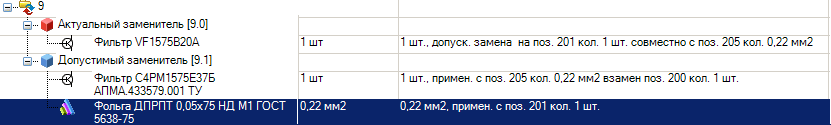 9
Актуальный заменитель [9.0]
Фильтр VF1575B20A 1 шт 1 шт., допуск. замена на поз. 201 кол. 1 шт. совместно с поз. 205 кол. 0,22 мм2
Допустимый заменитель [9.1]
Фильтр С4РМ1575Е37Б 1 шт 1 шт., примен. с поз. 205 кол. 0,22 мм2 взамен поз. 200 кол. 1 шт.
АПМА.433579.001 ТУ
Фольга ДПРПТ 0,05х75 НД М1 ГОСТ 0,22 мм2 0,22 мм2, примен. с поз. 201 кол. 1 шт.
5638-75